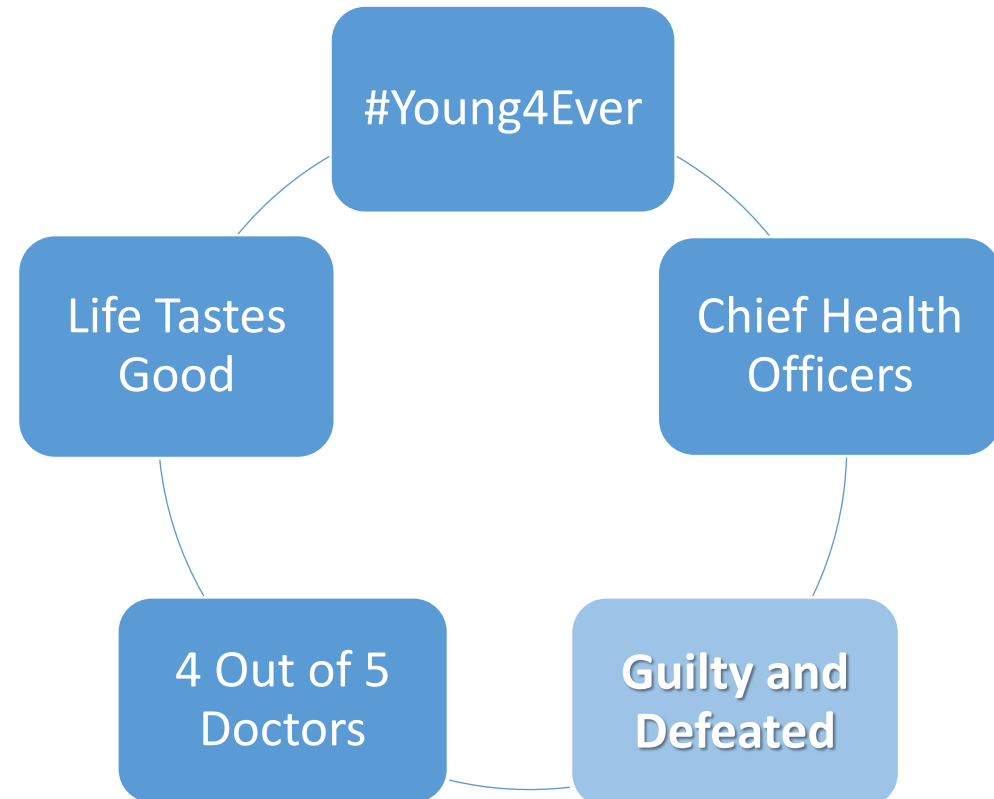 #Young4Ever
Life Tastes
Good
Chief Health
Officers
4 Out of 5
Doctors
Guilty and
Defeated